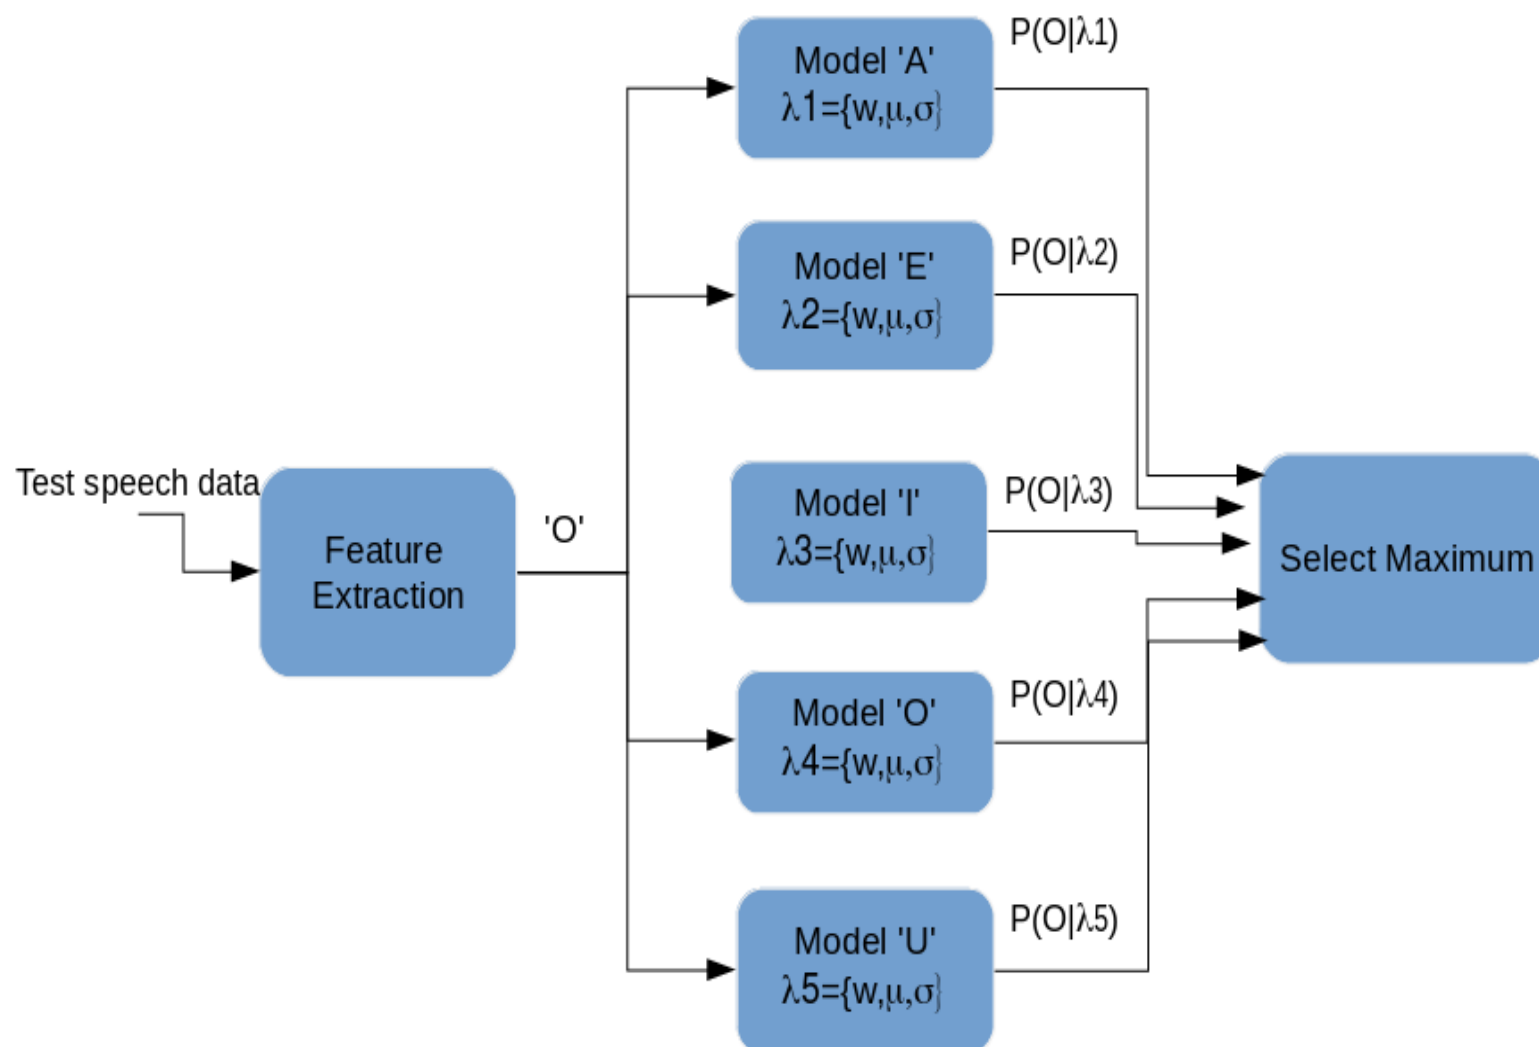 Model 'A'
λ1={w,μ,σ}
P(O|λ1)
Model 'E'
λ2={w,μ,σ}
P(O|λ2)
Test speech data
Feature
Extraction
'O'
Model 'I'
λ3={w,μ,σ}
P(O|λ3)
Select Maximum
Model 'O'
λ4={w,μ,σ}
P(O|λ4)
Model 'U'
λ5={w,μ,σ}
P(O|λ5)